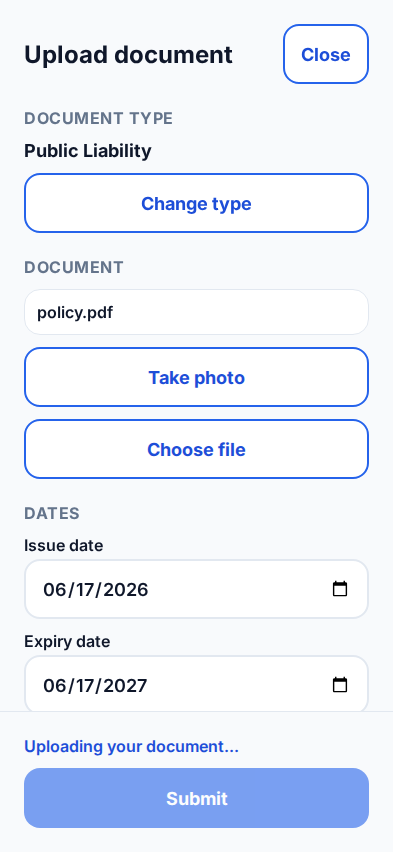 Upload document
Close
DOCUMENT TYPE
Public Liability
Change type
DOCUMENT
policy.pdf
Take photo
Choose file
DATES
Issue date
06/17/2026
Expiry date
06/17/2027
Uploading your document...
Submit